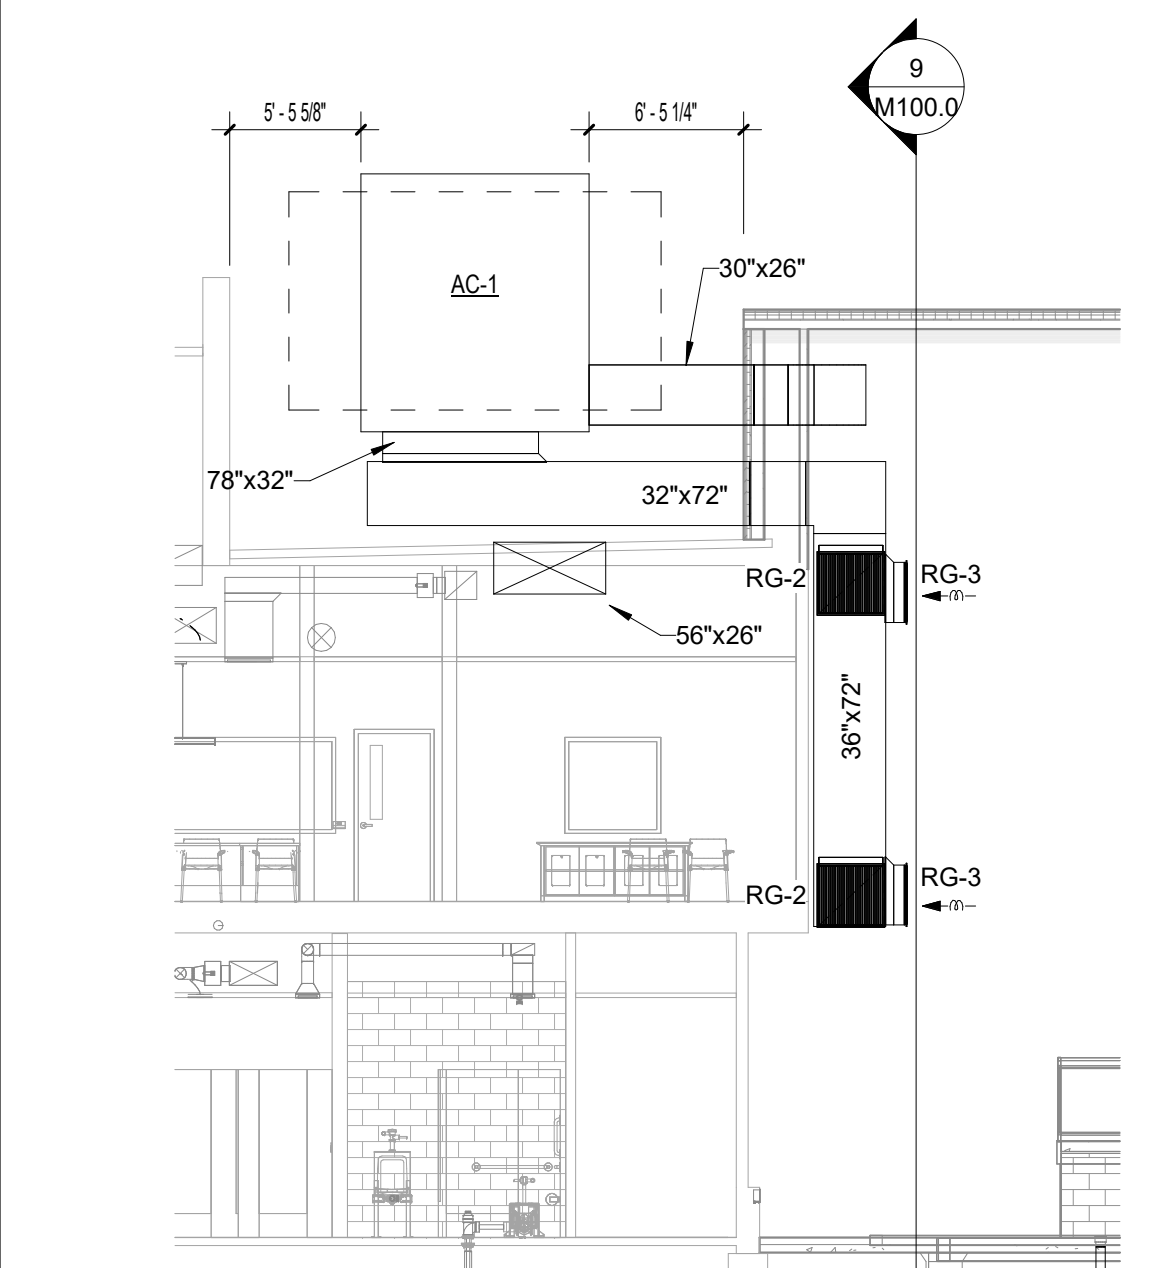 9
M100.0
5' - 5 5/8"
6' - 5 1/4"
AC-1
30"x26"
78"x32"
32"x72"
RG-2
RG-3
56"x26"
36"x72"
RG-2
RG-3